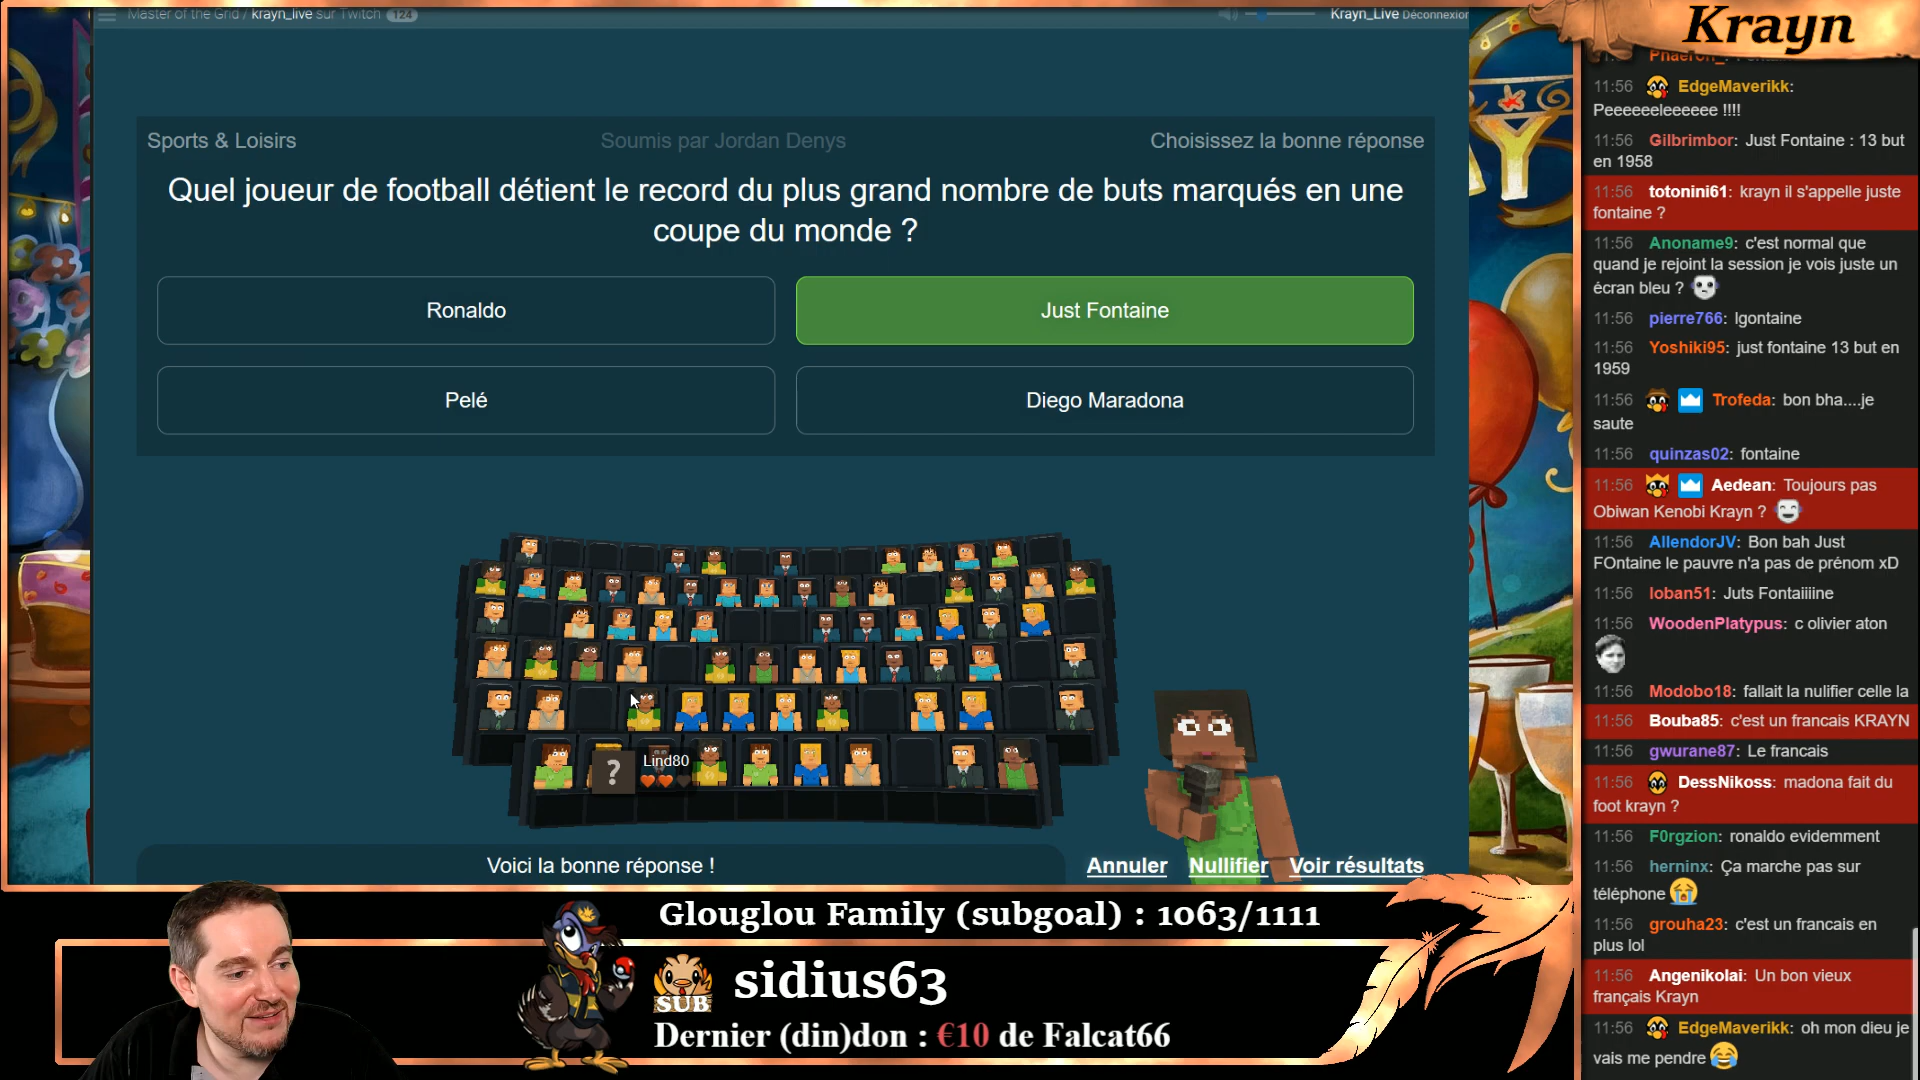 Master of the Grid / krayn_live sur Twitch 124
Krayn_Live Déconnexion
Krayn
Sports & Loisirs
Soumis par Jordan Denys
Choisissez la bonne réponse
Quel joueur de football détient le record du plus grand nombre de buts marqués en une
coupe du monde ?
Ronaldo
Just Fontaine
Pelé
Diego Maradona
?
Lind80
Voici la bonne réponse !
Annuler
Nullifier
Voir résultats
Glouglou Family (subgoal) : 1063/1111
SUB
sidius63
Dernier (din)don : €10 de Falcat66
11:56 EdgeMaverikk:
Peeeeeeleeeeee !!!!
11:56 Gilbrimbor: Just Fontaine : 13 but
en 1958
11:56 totonini61: krayn il s'appelle juste
fontaine ?
11:56 Anoname9: c'est normal que
quand je rejoint la session je vois juste un
écran bleu ?
11:56 pierre766: lgontaine
11:56 Yoshiki95: just fontaine 13 but en
1959
11:56 Trofeda: bon bha....je
saute
11:56 quinzas02: fontaine
11:56 Aedean: Toujours pas
Obiwan Kenobi Krayn ?
11:56 AllendorJV: Bon bah Just
FOntaine le pauvre n'a pas de prénom xD
11:56 loban51: Juts Fontaiiiine
11:56 WoodenPlatypus: c olivier aton
11:56 Modobo18: fallait la nulifier celle la
11:56 Bouba85: c'est un francais KRAYN
11:56 gwurane87: Le francais
11:56 DessNikoss: madona fait du
foot krayn ?
11:56 F0rgzion: ronaldo evidemment
11:56 herninx: Ça marche pas sur
téléphone
11:56 grouha23: c'est un francais en
plus lol
11:56 Angenikolai: Un bon vieux
français Krayn
11:56 EdgeMaverikk: oh mon dieu je
vais me pendre